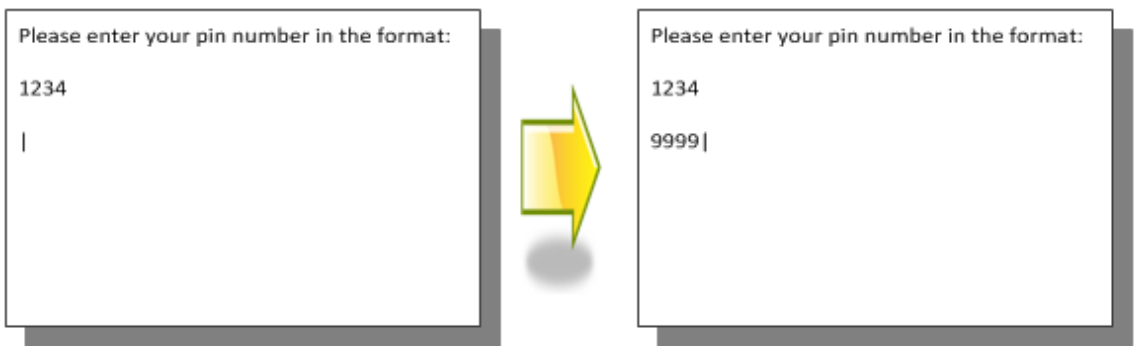 Please enter your pin number in the format:
1234
|
Please enter your pin number in the format:
1234
9999|